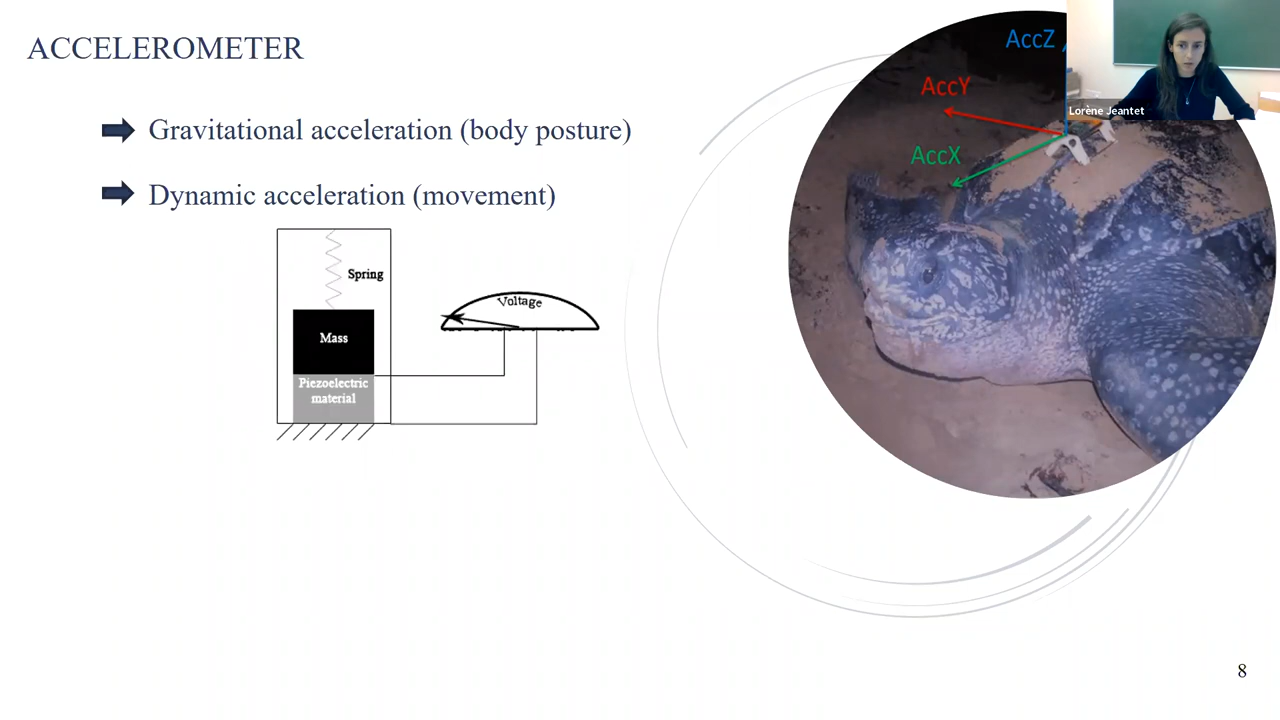 ACCELEROMETER
Gravitational acceleration (body posture)
Dynamic acceleration (movement)
Spring
Mass
Piezoelectric
material
Voltage
AccZ
AccY
AccX
Lorène Jeantet
8